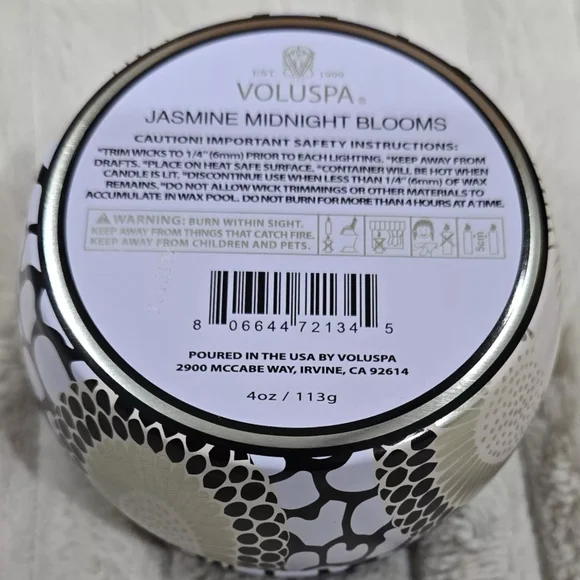 EST. 1999
VOLUSPA®
JASMINE MIDNIGHT BLOOMS
CAUTION! IMPORTANT SAFETY INSTRUCTIONS:
*TRIM WICKS TO 1/4" (6mm) PRIOR TO EACH LIGHTING. *KEEP AWAY FROM
DRAFTS. *PLACE ON HEAT SAFE SURFACE. *CONTAINER WILL BE HOT WHEN
CANDLE IS LIT. *DISCONTINUE USE WHEN LESS THAN 1/4" (6mm) OF WAX
REMAINS. *DO NOT ALLOW WICK TRIMMINGS OR OTHER MATERIALS TO
ACCUMULATE IN WAX POOL. DO NOT BURN FOR MORE THAN 4 HOURS AT A TIME.
WARNING: BURN WITHIN SIGHT.
KEEP AWAY FROM THINGS THAT CATCH FIRE.
KEEP AWAY FROM CHILDREN AND PETS.
8 06644 72134 5
POURED IN THE USA BY VOLUSPA
2900 MCCABE WAY, IRVINE, CA 92614
4oz / 113g